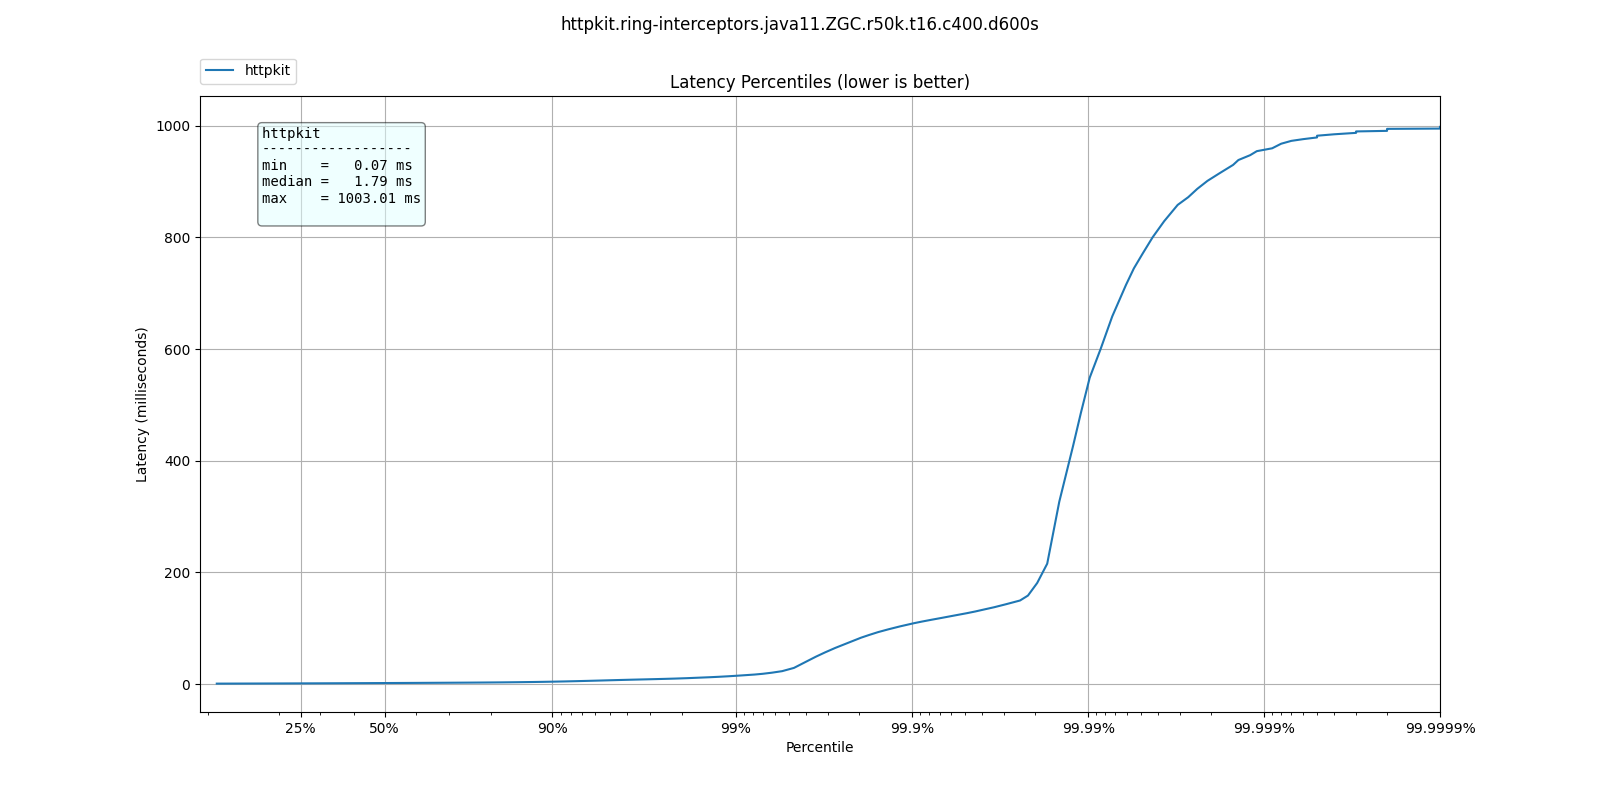 httpkit.ring-interceptors.java11.ZGC.r50k.t16.c400.d600s
httpkit
Latency Percentiles (lower is better)
httpkit
------------------
min    =   0.07 ms
median =   1.79 ms
max    = 1003.01 ms
1000
800
600
400
200
0
Latency (milliseconds)
25% 50% 90% 99% 99.9% 99.99% 99.999% 99.9999%
Percentile